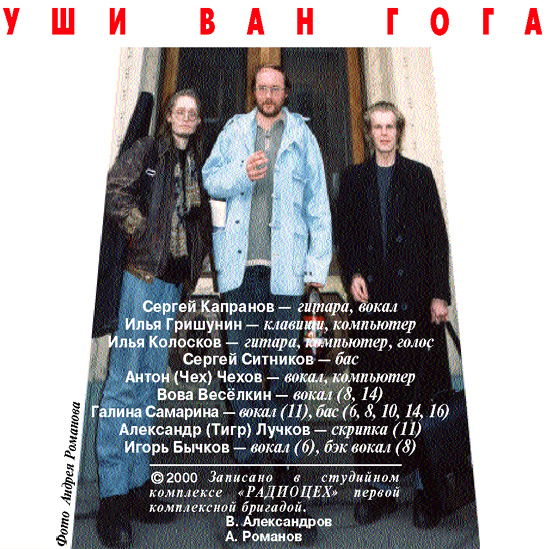 УШИ ВАН ГОГА
Сергей Капранов — гитара, вокал
Илья Гришунин — клавиши, компьютер
Илья Колосков — гитара, компьютер, голос
Сергей Ситников — бас
Антон (Чех) Чехов — вокал, компьютер
Вова Весёлкин — вокал (8, 14)
Галина Самарина — вокал (11), бас (6, 8, 10, 14, 16)
Александр (Тигр) Лучков — скрипка (11)
Игорь Бычков — вокал (6), бэк вокал (8)
© 2000 Записано в студийном
комплексе «РАДИОЦЕХ» первой
комплексной бригадой.
В. Александров
А. Романов
Фото Андрея Романова